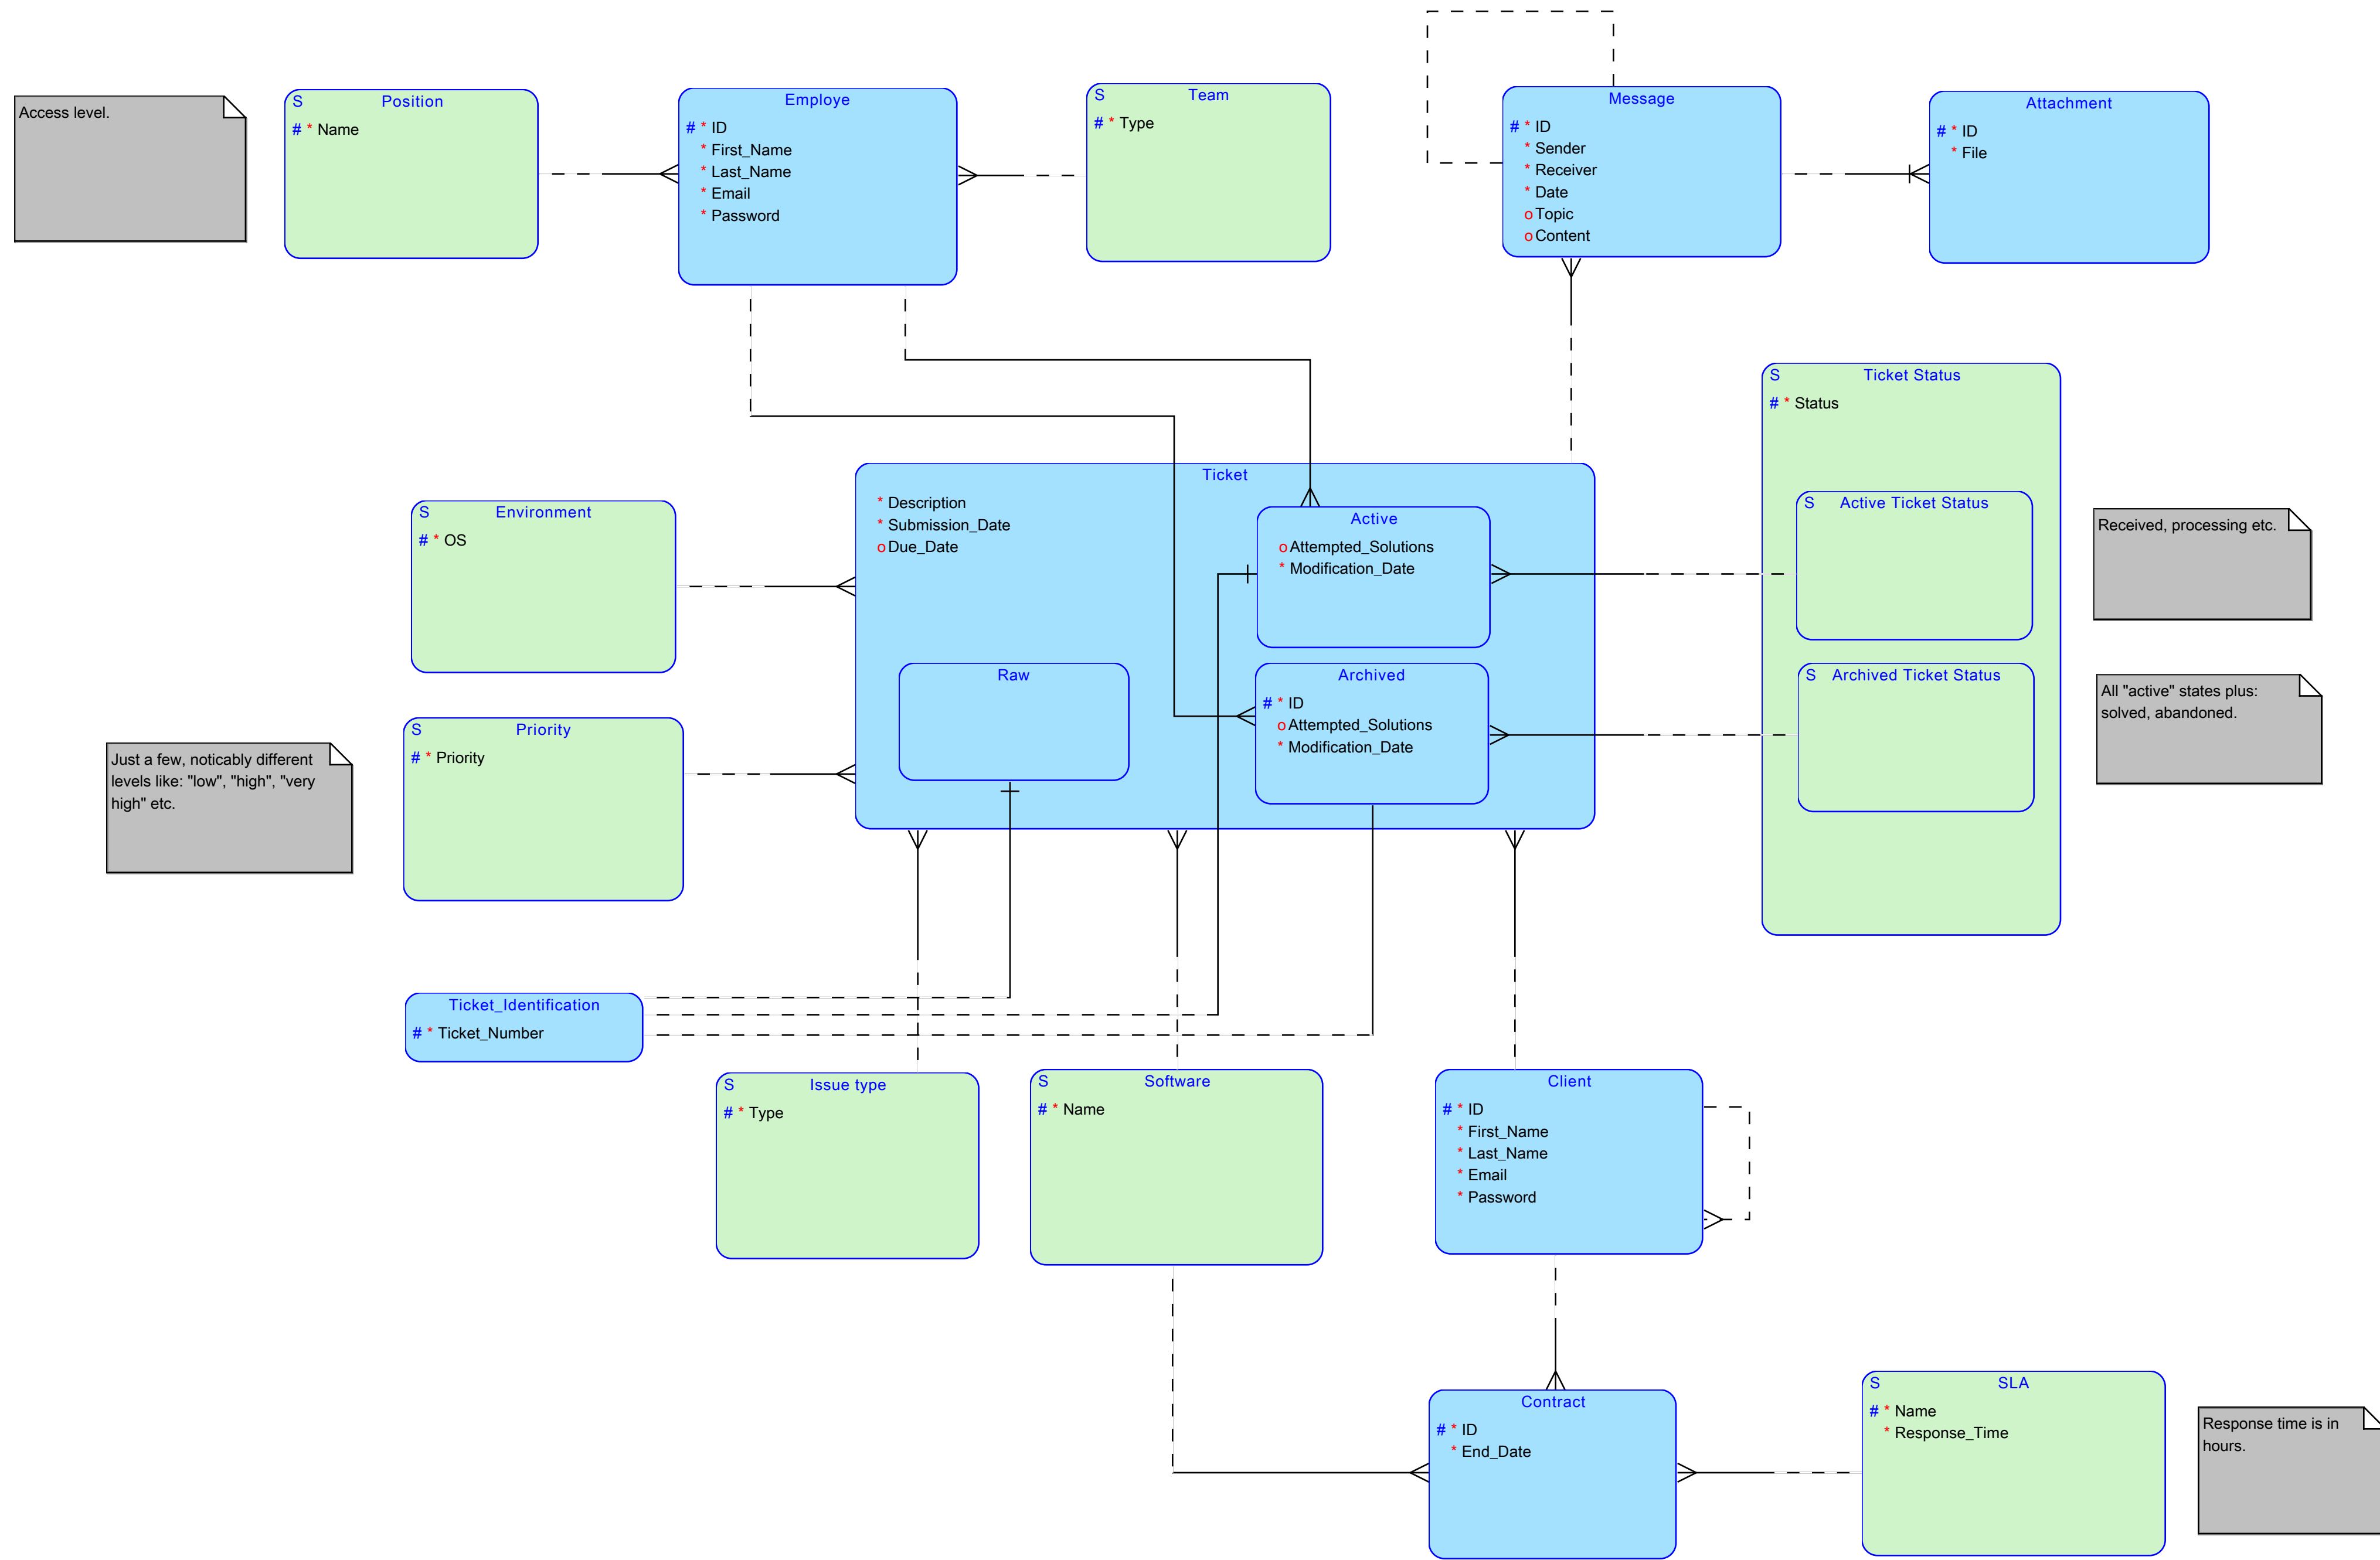 Access level.
S Position
# * Name
Employe
# * ID
* First_Name
* Last_Name
* Email
* Password
S Team
# * Type
Message
# * ID
* Sender
* Receiver
* Date
o Topic
o Content
Attachment
# * ID
* File
S Ticket Status
# * Status
S Active Ticket Status
S Archived Ticket Status
Received, processing etc.
All "active" states plus:
solved, abandoned.
S Environment
# * OS
Ticket
* Description
* Submission_Date
o Due_Date
Active
o Attempted_Solutions
* Modification_Date
Raw
Archived
# * ID
o Attempted_Solutions
* Modification_Date
Just a few, noticably different
levels like: "low", "high", "very
high" etc.
S Priority
# * Priority
Ticket_Identification
# * Ticket_Number
S Issue type
# * Type
S Software
# * Name
Client
# * ID
* First_Name
* Last_Name
* Email
* Password
Contract
# * ID
* End_Date
S SLA
# * Name
* Response_Time
Response time is in
hours.